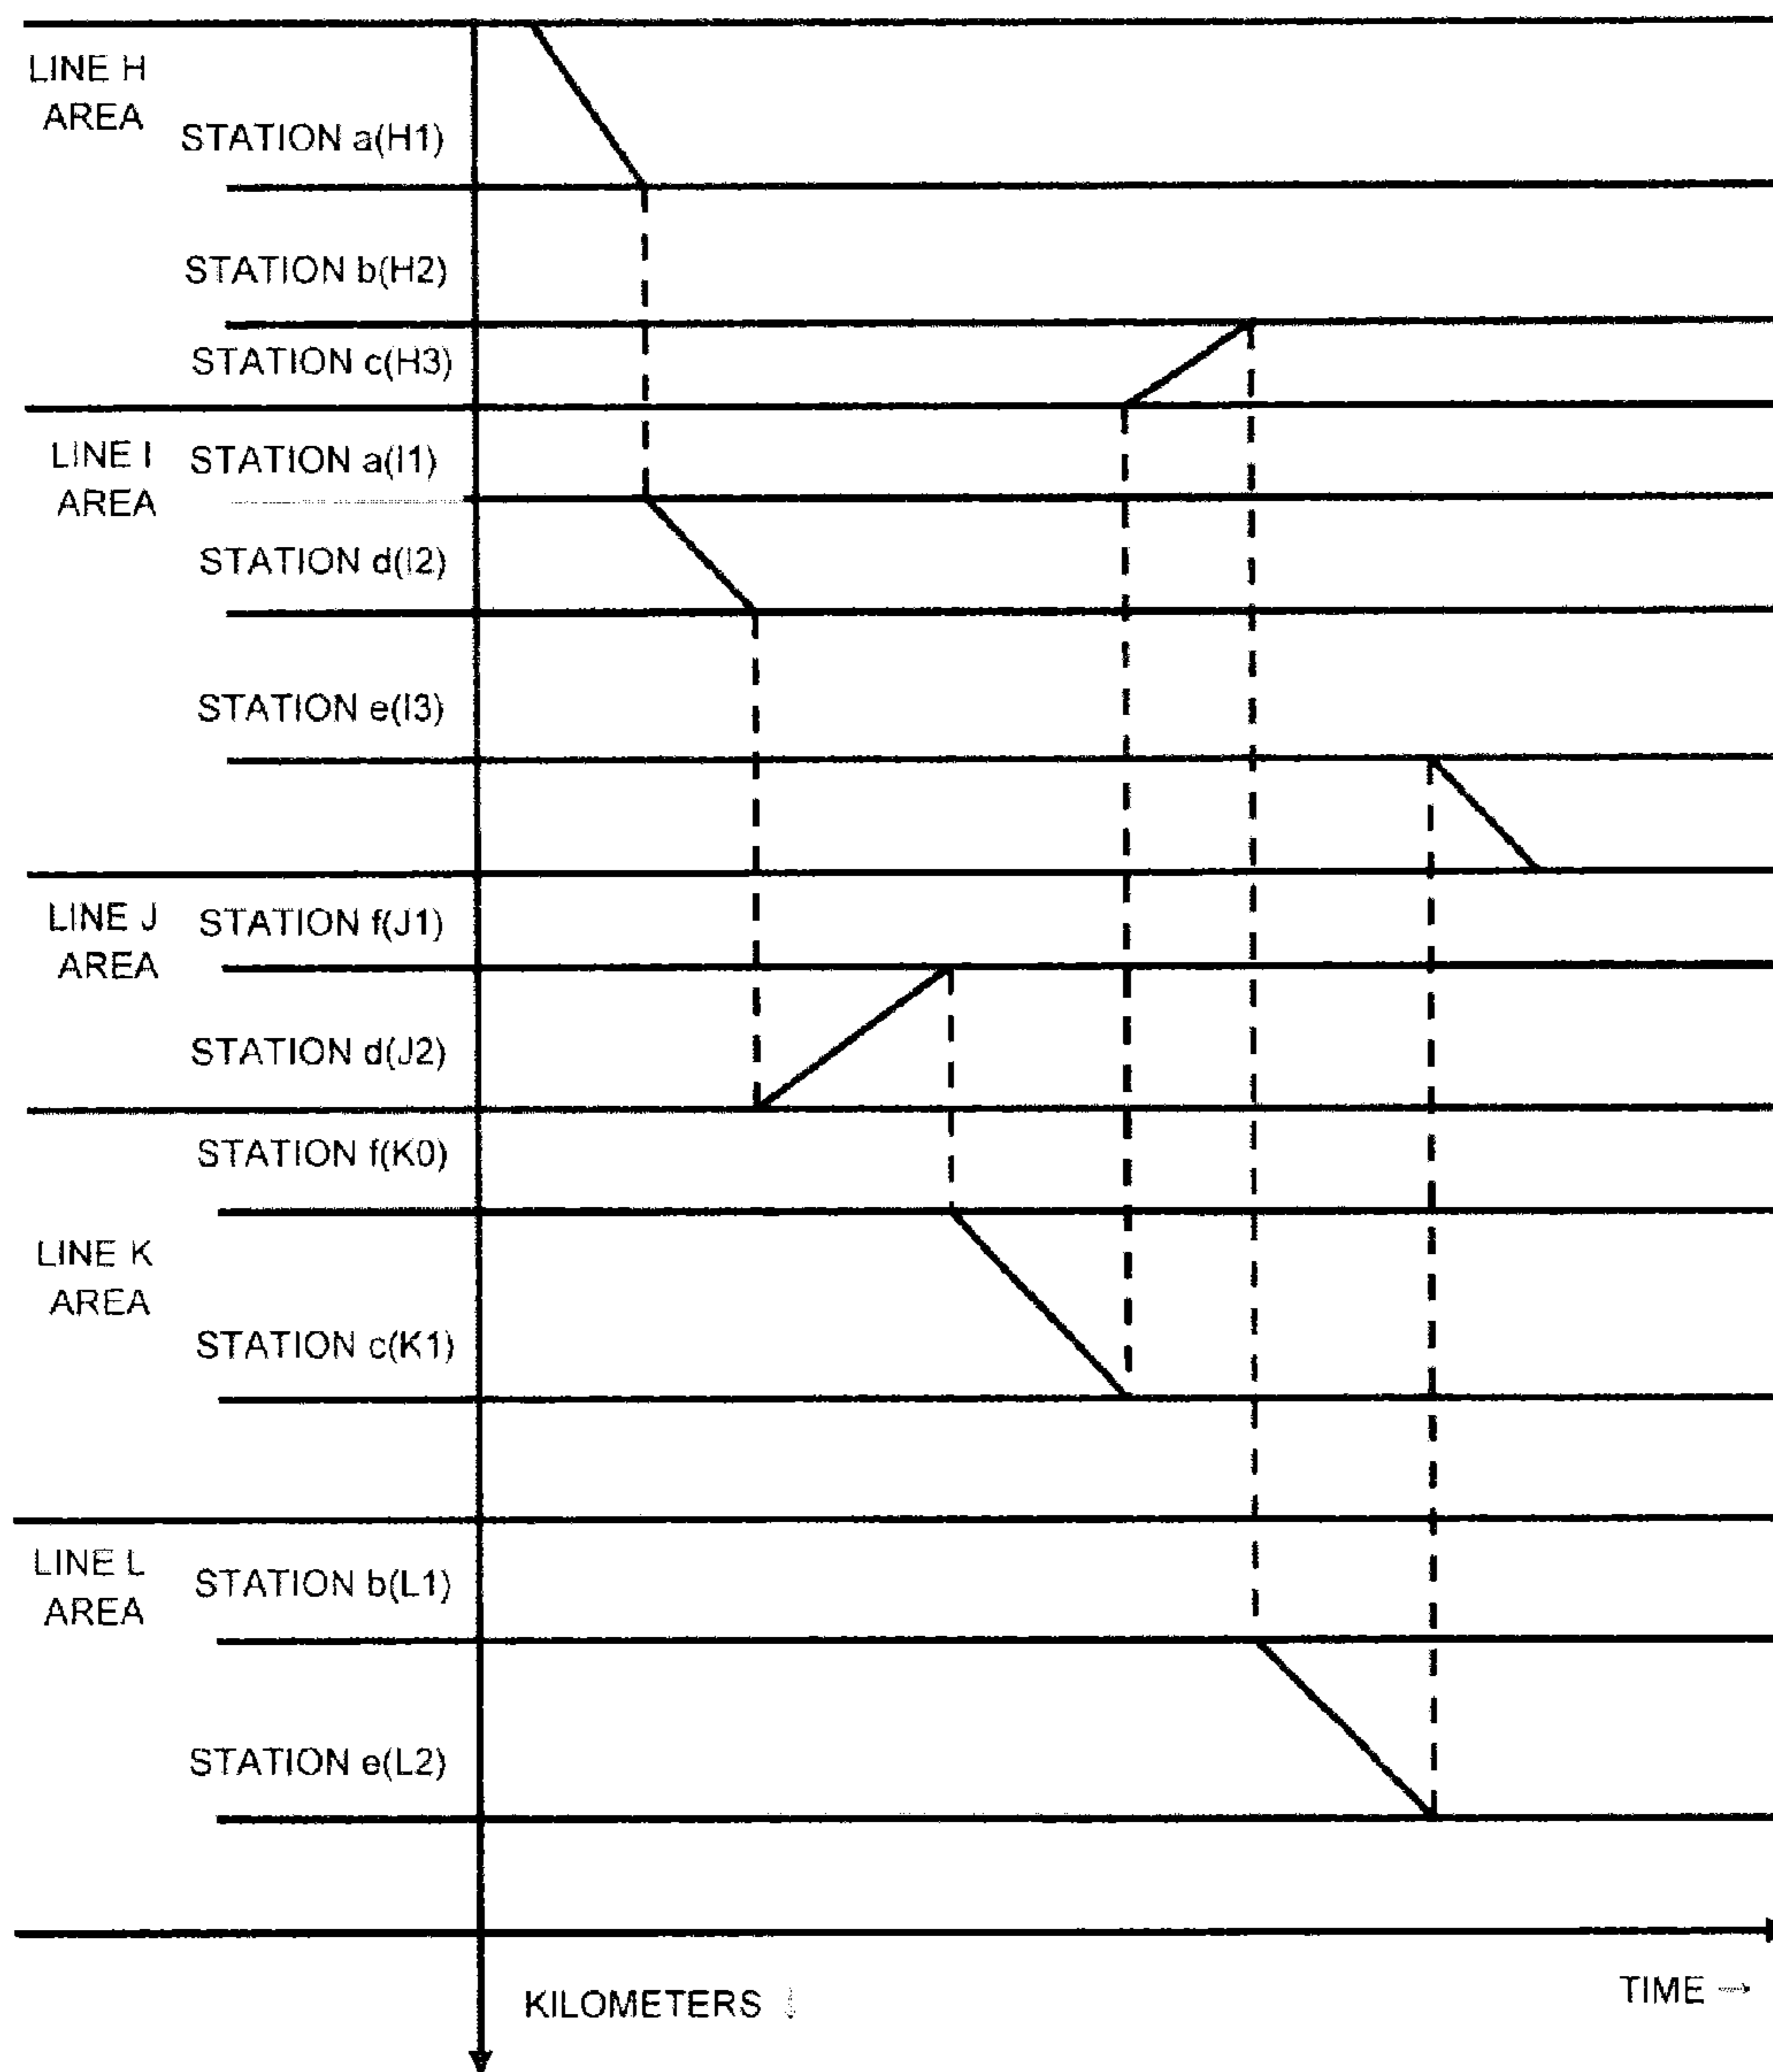 LINE H
AREA
STATION a(H1)
STATION b(H2)
STATION c(H3)
LINE I
AREA
STATION a(I1)
STATION d(I2)
STATION e(I3)
LINE J
AREA
STATION f(J1)
STATION d(J2)
STATION f(K0)
LINE K
AREA
STATION c(K1)
LINE L
AREA
STATION b(L1)
STATION e(L2)
KILOMETERS ↓
TIME →